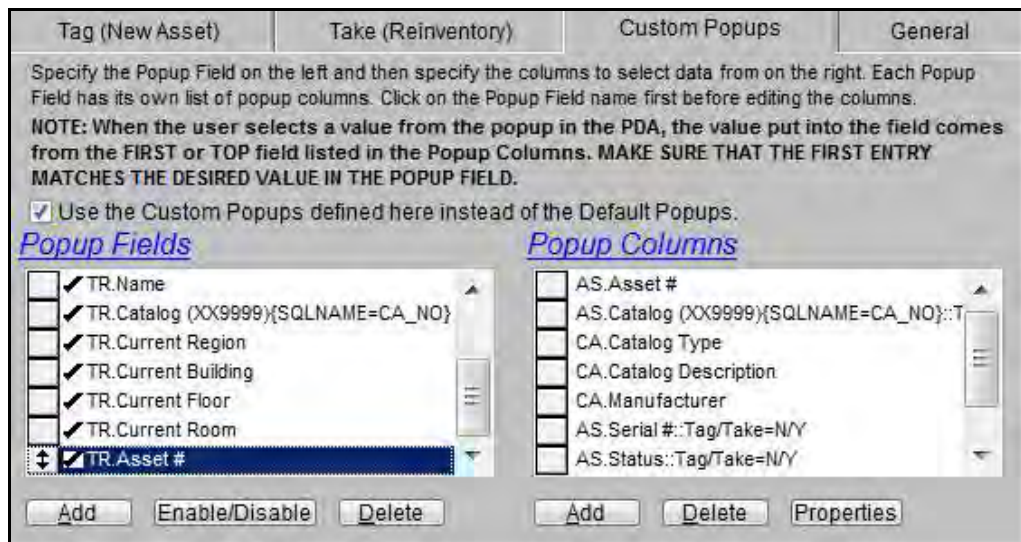 Tag (New Asset)
Take (Reinventory)
Custom Popups
General
Specify the Popup Field on the left and then specify the columns to select data from on the right. Each Popup
Field has its own list of popup columns. Click on the Popup Field name first before editing the columns.
NOTE: When the user selects a value from the popup in the PDA, the value put into the field comes
from the FIRST or TOP field listed in the Popup Columns. MAKE SURE THAT THE FIRST ENTRY
MATCHES THE DESIRED VALUE IN THE POPUP FIELD.
Use the Custom Popups defined here instead of the Default Popups.
Popup Fields
TR.Name
TR.Catalog (XX9999){SQLNAME=CA_NO}
TR.Current Region
TR.Current Building
TR.Current Floor
TR.Current Room
TR.Asset #
Add
Enable/Disable
Delete
Popup Columns
AS.Asset #
AS.Catalog (XX9999){SQLNAME=CA_NO}::T
CA.Catalog Type
CA.Catalog Description
CA.Manufacturer
AS.Serial #::Tag/Take=N/Y
AS.Status::Tag/Take=N/Y
Add
Delete
Properties